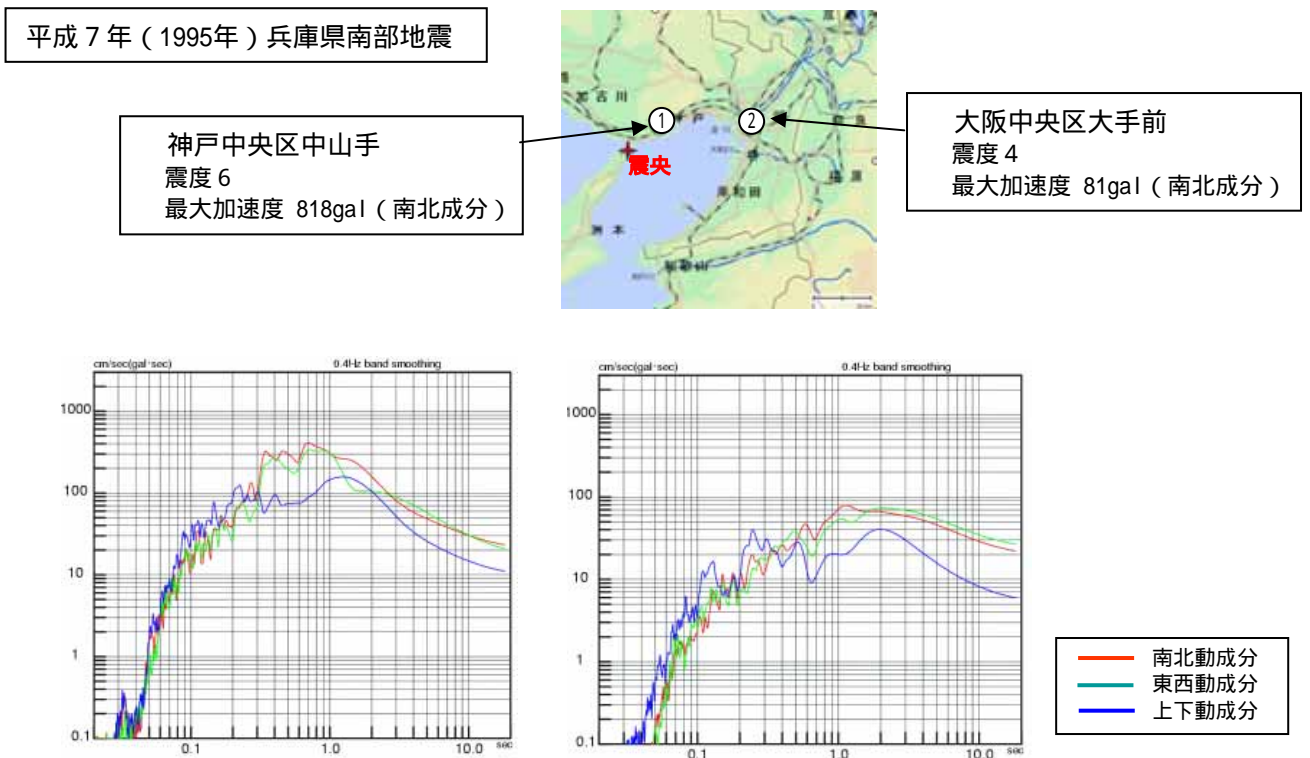 平成７年（1995年）兵庫県南部地震
神戸中央区中山手
震度６
最大加速度 818gal（南北成分）
加古川
①
②
震央
岸和田
洲本
大阪中央区大手前
震度４
最大加速度 81gal（南北成分）
cm/sec(gal･sec)
0.4Hz band smoothing
1000
100
10
1
0.1
0.1
1.0
10.0
sec
cm/sec(gal･sec)
0.4Hz band smoothing
1000
100
10
1
0.1
0.1
1.0
10.0
sec
南北動成分
東西動成分
上下動成分